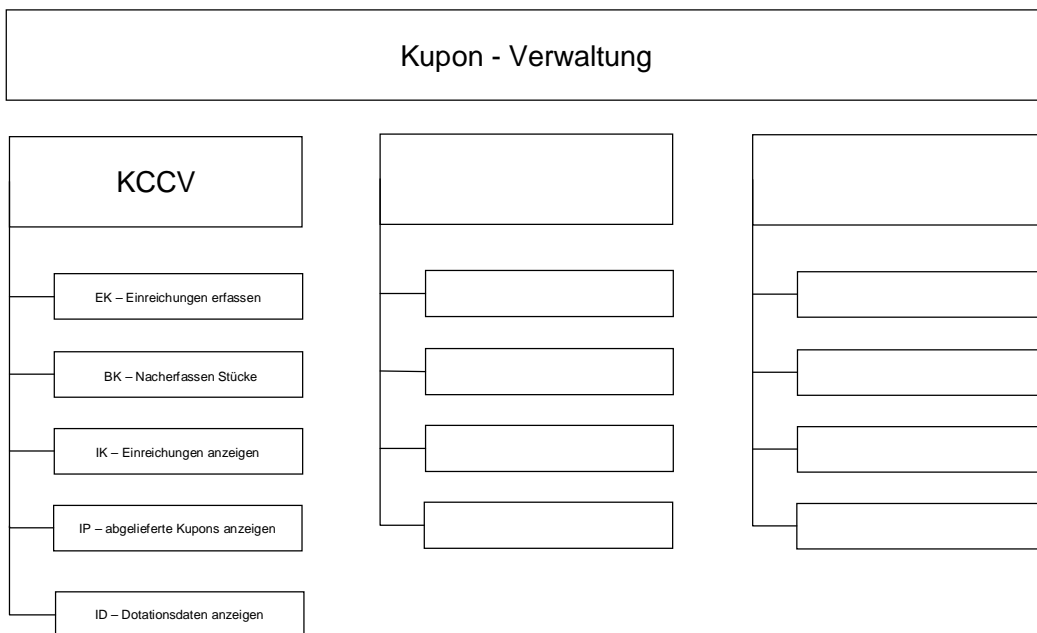 Kupon - Verwaltung
KCCV
EK – Einreichungen erfassen
BK – Nacherfassen Stücke
IK – Einreichungen anzeigen
IP – abgelieferte Kupons anzeigen
ID – Dotationsdaten anzeigen